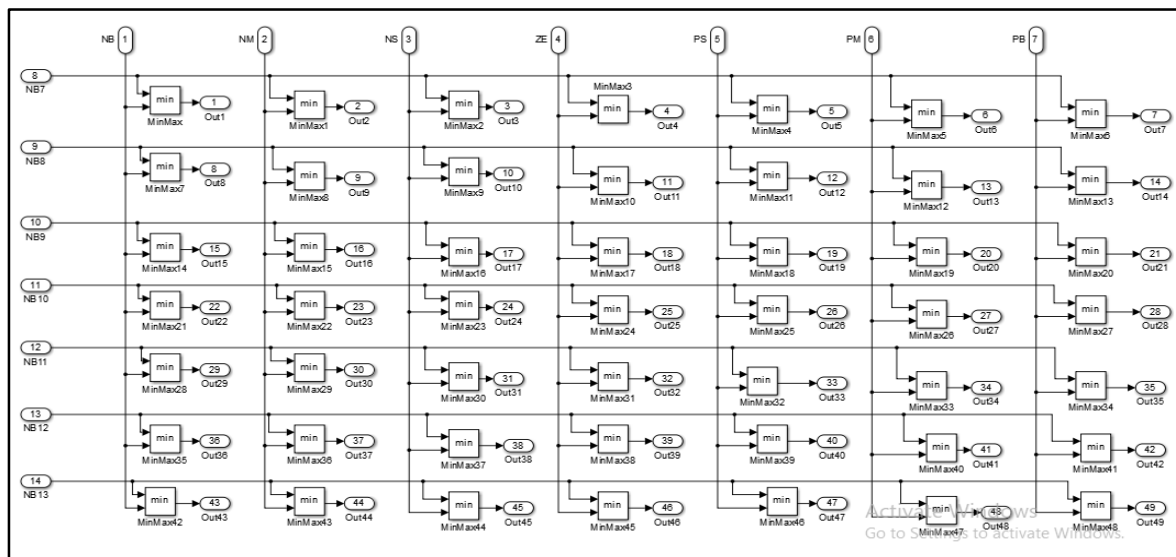 NB 1 NM 2 NS 3 ZE 4 PS 5 PM 6 PB 7
8
NB7
min 1 min 2 min 3 MinMax3 min 4 min 5 min 6 min 7
MinMax Out1 MinMax1 Out2 MinMax2 Out3 Out4 MinMax4 Out5 MinMax5 Out6 MinMax6 Out7
9
NB8
min 8 min 9 min 10 min 11 min 12 min 13 min 14
MinMax7 Out8 MinMax8 Out9 MinMax9 Out10 MinMax10 Out11 MinMax11 Out12 MinMax12 Out13 MinMax13 Out14
10
NB9
min 15 min 16 min 17 min 18 min 19 min 20 min 21
MinMax14 Out15 MinMax15 Out16 MinMax16 Out17 MinMax17 Out18 MinMax18 Out19 MinMax19 Out20 MinMax20 Out21
11
NB10
min 22 min 23 min 24 min 25 min 26 min 27 min 28
MinMax21 Out22 MinMax22 Out23 MinMax23 Out24 MinMax24 Out25 MinMax25 Out26 MinMax26 Out27 MinMax27 Out28
12
NB11
min 29 min 30 min 31 min 32 min 33 min 34 min 35
MinMax28 Out29 MinMax29 Out30 MinMax30 Out31 MinMax31 Out32 MinMax32 Out33 MinMax33 Out34 MinMax34 Out35
13
NB12
min 36 min 37 min 38 min 39 min 40 min 41 min 42
MinMax35 Out36 MinMax36 Out37 MinMax37 Out38 MinMax38 Out39 MinMax39 Out40 MinMax40 Out41 MinMax41 Out42
14
NB13
min 43 min 44 min 45 min 46 min 47 min 48 min 49
MinMax42 Out43 MinMax43 Out44 MinMax44 Out45 MinMax45 Out46 MinMax46 Out47 MinMax47 Out48 MinMax48 Out49
Activate Windows
Go to Settings to activate Windows.